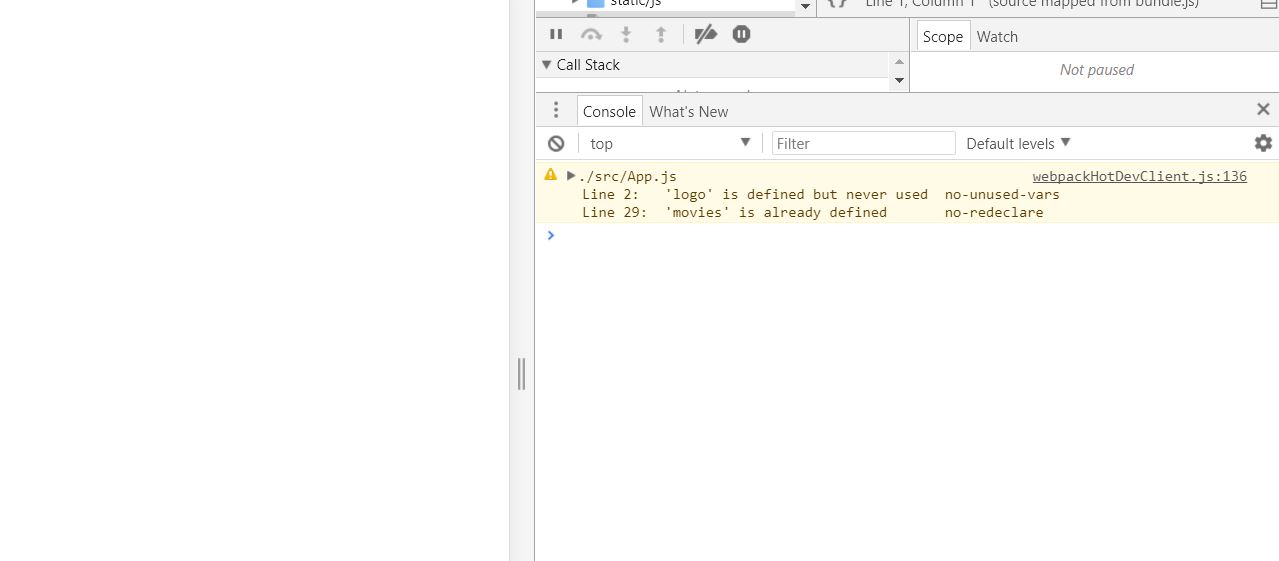 static/js
{ } Line 1, Column 1 (source mapped from bundle.js)
Scope Watch
Call Stack
Not paused
Console What's New
top Filter Default levels
./src/App.js webpackHotDevClient.js:136
Line 2: 'logo' is defined but never used no-unused-vars
Line 29: 'movies' is already defined no-redeclare